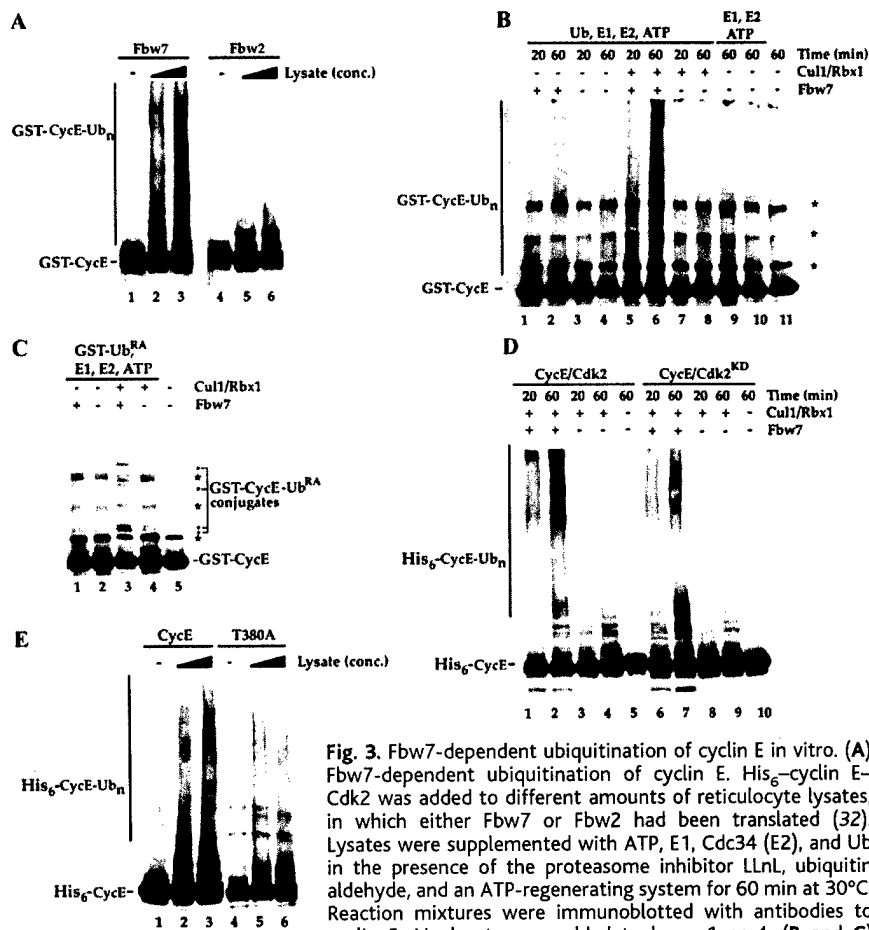 A
Fbw7 Fbw2
- - Lysate (conc.)
GST-CycE-Ubn
GST-CycE-
1 2 3 4 5 6
B
Ub, E1, E2, ATP E1, E2 ATP
20 60 20 60 20 60 20 60 60 60 60 Time (min)
- - - - + + + + - - - Cul1/Rbx1
+ + - - + + - - + - - Fbw7
GST-CycE-Ubn
*
*
*
GST-CycE -
1 2 3 4 5 6 7 8 9 10 11
C
GST-Ub,RA
E1, E2, ATP
- - + + - Cul1/Rbx1
+ - + - - Fbw7
GST-CycE-UbRA
conjugates
-GST-CycE
1 2 3 4 5
D
CycE/Cdk2 CycE/Cdk2KD
20 60 20 60 60 20 60 20 60 60 Time (min)
+ + + + - + + + + - Cul1/Rbx1
+ + - - - + + - - - Fbw7
His6-CycE-Ubn
His6-CycE-
1 2 3 4 5 6 7 8 9 10
E
CycE T380A
- - Lysate (conc.)
His6-CycE-Ubn
His6-CycE-
1 2 3 4 5 6
Fig. 3. Fbw7-dependent ubiquitination of cyclin E in vitro. (A)
Fbw7-dependent ubiquitination of cyclin E. His6–cyclin E–
Cdk2 was added to different amounts of reticulocyte lysates,
in which either Fbw7 or Fbw2 had been translated (32).
Lysates were supplemented with ATP, E1, Cdc34 (E2), and Ub
in the presence of the proteasome inhibitor LLnL, ubiquitin
aldehyde, and an ATP-regenerating system for 60 min at 30°C.
Reaction mixtures were immunoblotted with antibodies to